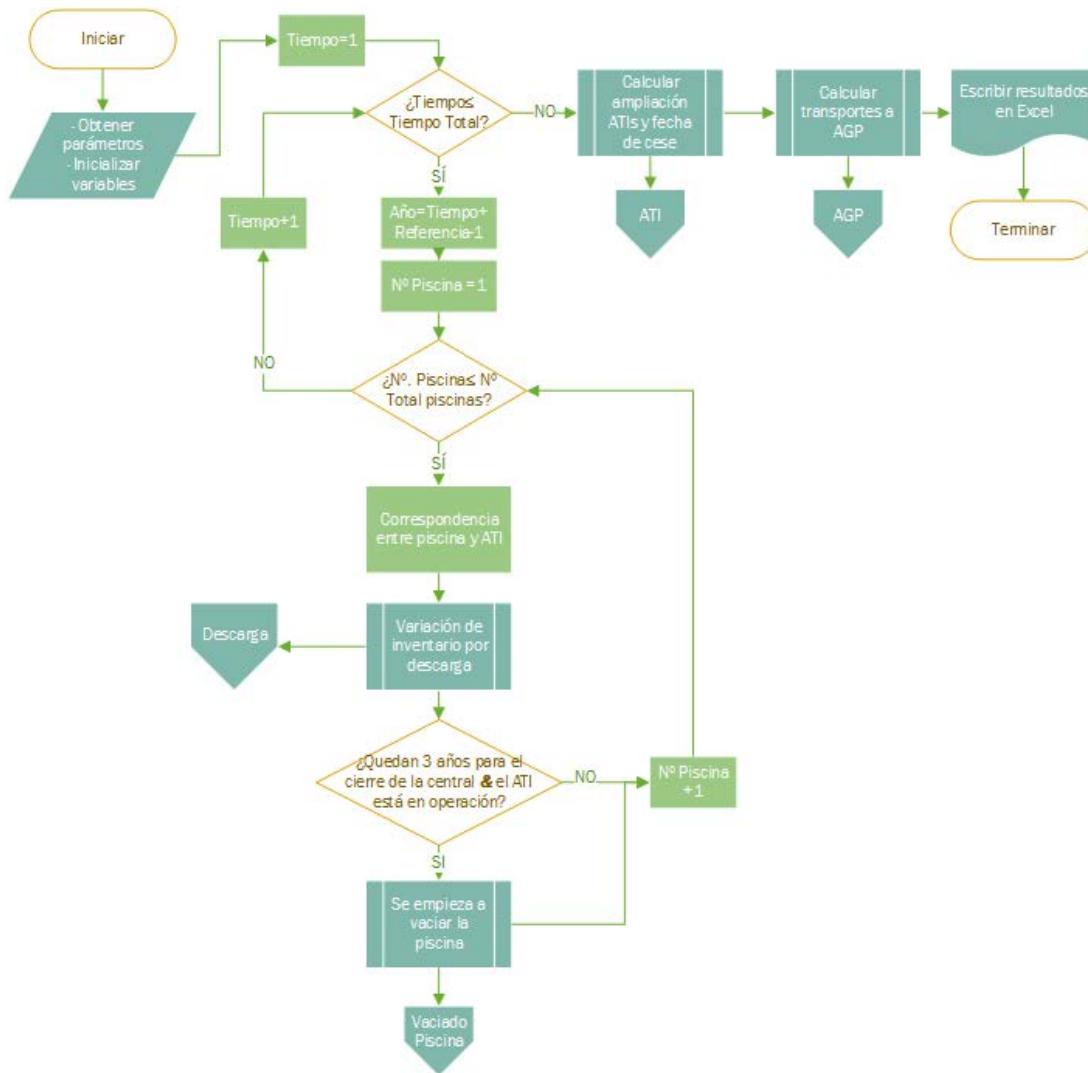 Iniciar
- Obtener
parámetros
- Inicializar
variables
Tiempo=1
¿Tiempo≤
Tiempo Total?
NO
Calcular
ampliación
ATIs y fecha
de cese
Calcular
transportes a
AGP
Escribir resultados
en Excel
ATI
AGP
Terminar
SÍ
Tiempo+1
Año=Tiempo+
Referencia-1
Nº Piscina =1
NO
¿Nº. Piscina≤ Nº
Total piscinas?
SÍ
Correspondencia
entre piscina y ATI
Descarga
Variación de
inventario por
descarga
¿Quedan 3 años para el
cierre de la central & el ATI
está en operación?
NO
Nº Piscina
+1
SI
Se empieza a
vaciar la
piscina
Vaciado
Piscina